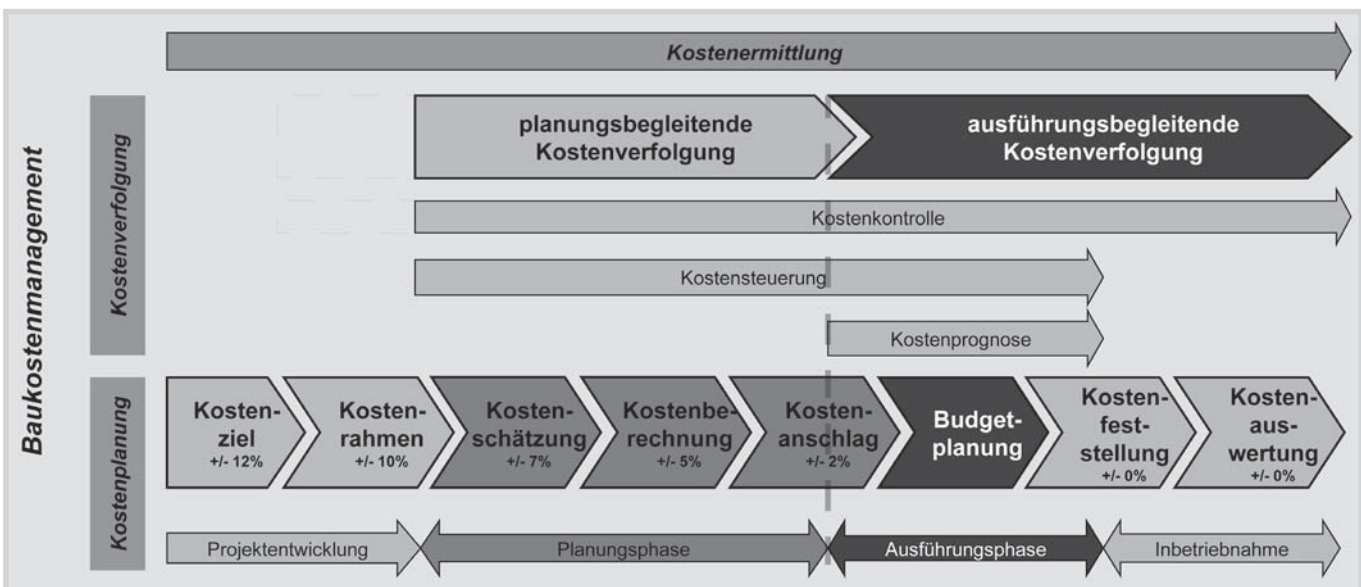 Kostenermittlung
Baukostenmanagement
Kostenverfolgung
planungsbegleitende
Kostenverfolgung
ausführungsbegleitende
Kostenverfolgung
Kostenkontrolle
Kostensteuerung
Kostenprognose
Kostenplanung
Kosten-
ziel
+/- 12%
Kosten-
rahmen
+/- 10%
Kosten-
schätzung
+/- 7%
Kostenbe-
rechnung
+/- 5%
Kosten-
anschlag
+/- 2%
Budget-
planung
Kosten-
fest-
stellung
+/- 0%
Kosten-
aus-
wertung
+/- 0%
Projektentwicklung
Planungsphase
Ausführungsphase
Inbetriebnahme